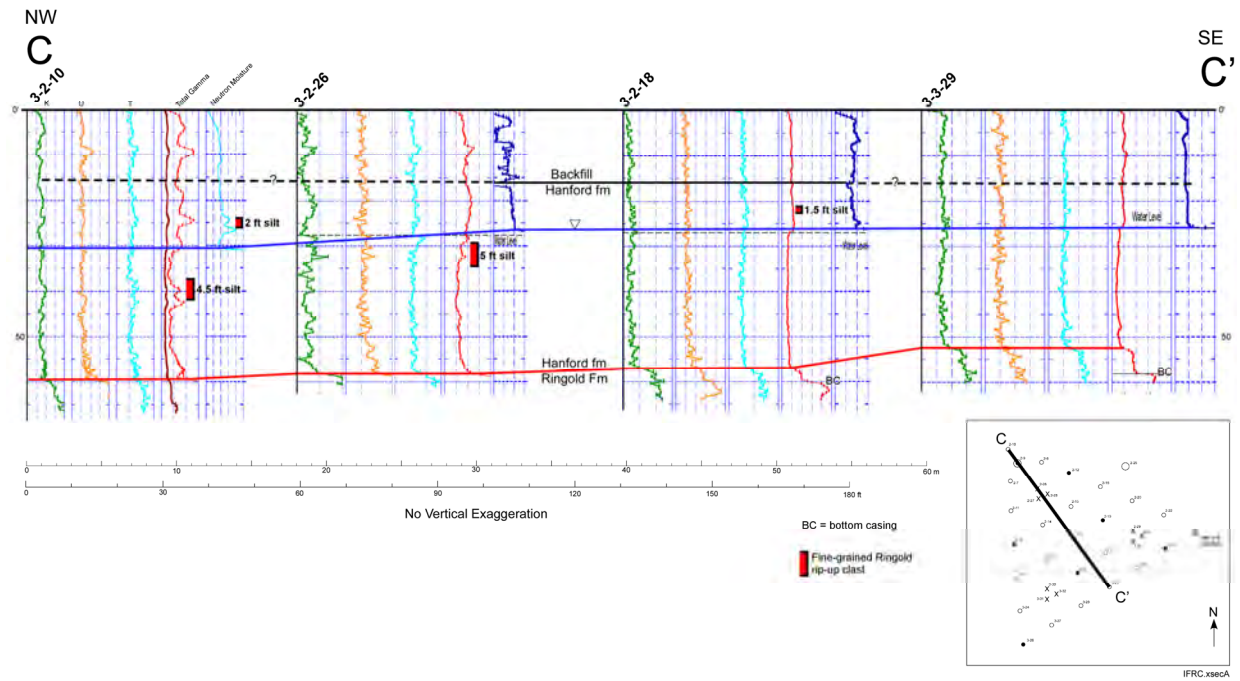 NW
C
SE
C'
3-2-10
3-2-26
3-2-18
3-3-29
K
U
T
Total Gamma
Neutron Moisture
0'
0'
?
Backfill
Hanford fm
?
2 ft silt
1.5 ft silt
Water Level
Water Level
5 ft silt
4.5 ft silt
50
50
Hanford fm
Ringold Fm
BC
BC
0
10
20
30
40
60 m
0
30
60
90
120
150
180 ft
No Vertical Exaggeration
BC = bottom casing
Fine-grained Ringold
rip-up clast
C
C'
N
IFRC.xsecA